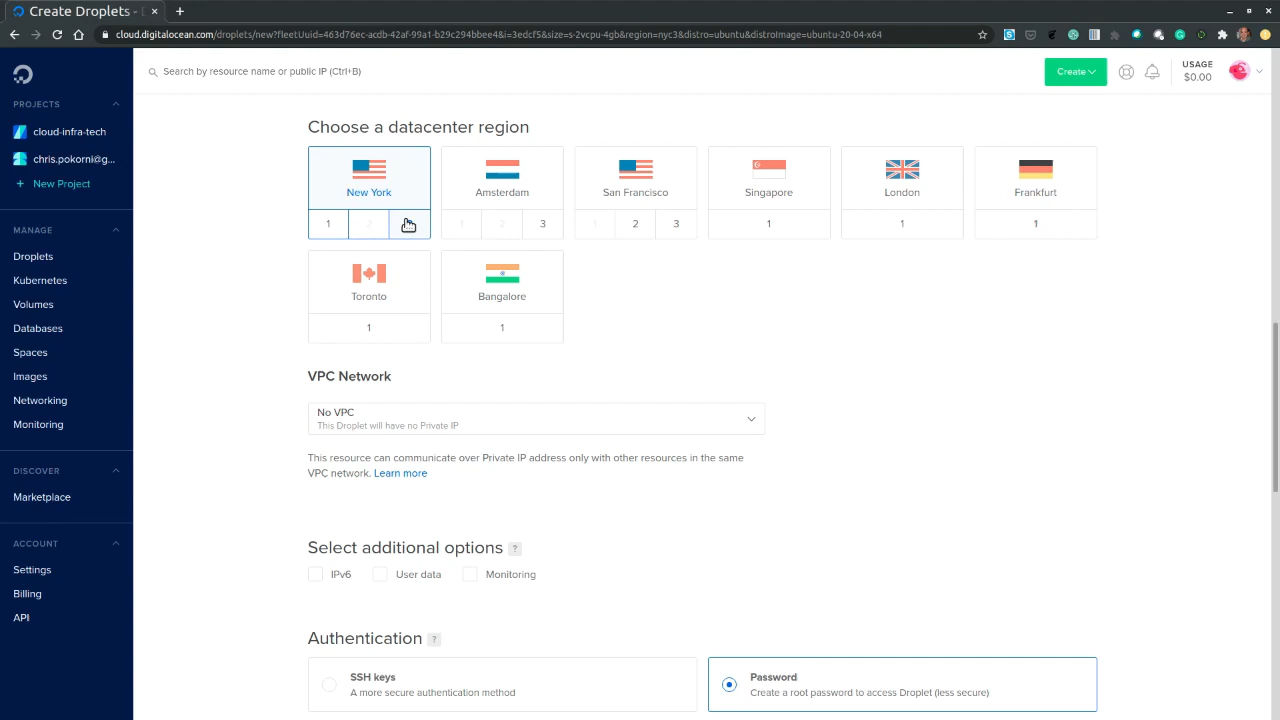 Create Droplets - D
cloud.digitalocean.com/droplets/new?fleetUuid=463d76ec-acdb-42af-99a1-b29c294bbee4&i=3edcf5&size=s-2vcpu-4gb&region=nyc3&distro=ubuntu&distroImage=ubuntu-20-04-x64
Search by resource name or public IP (Ctrl+B)
Create
USAGE
$0.00
PROJECTS
cloud-infra-tech
chris.pokorni@g...
+ New Project
MANAGE
Droplets
Kubernetes
Volumes
Databases
Spaces
Images
Networking
Monitoring
DISCOVER
Marketplace
ACCOUNT
Settings
Billing
API
Choose a datacenter region
New York Amsterdam San Francisco Singapore London Frankfurt
1 2 1 2 3 1 2 3 1 1 1
Toronto Bangalore
1 1
VPC Network
No VPC
This Droplet will have no Private IP
This resource can communicate over Private IP address only with other resources in the same
VPC network. Learn more
Select additional options ?
IPv6 User data Monitoring
Authentication ?
SSH keys
A more secure authentication method
Password
Create a root password to access Droplet (less secure)